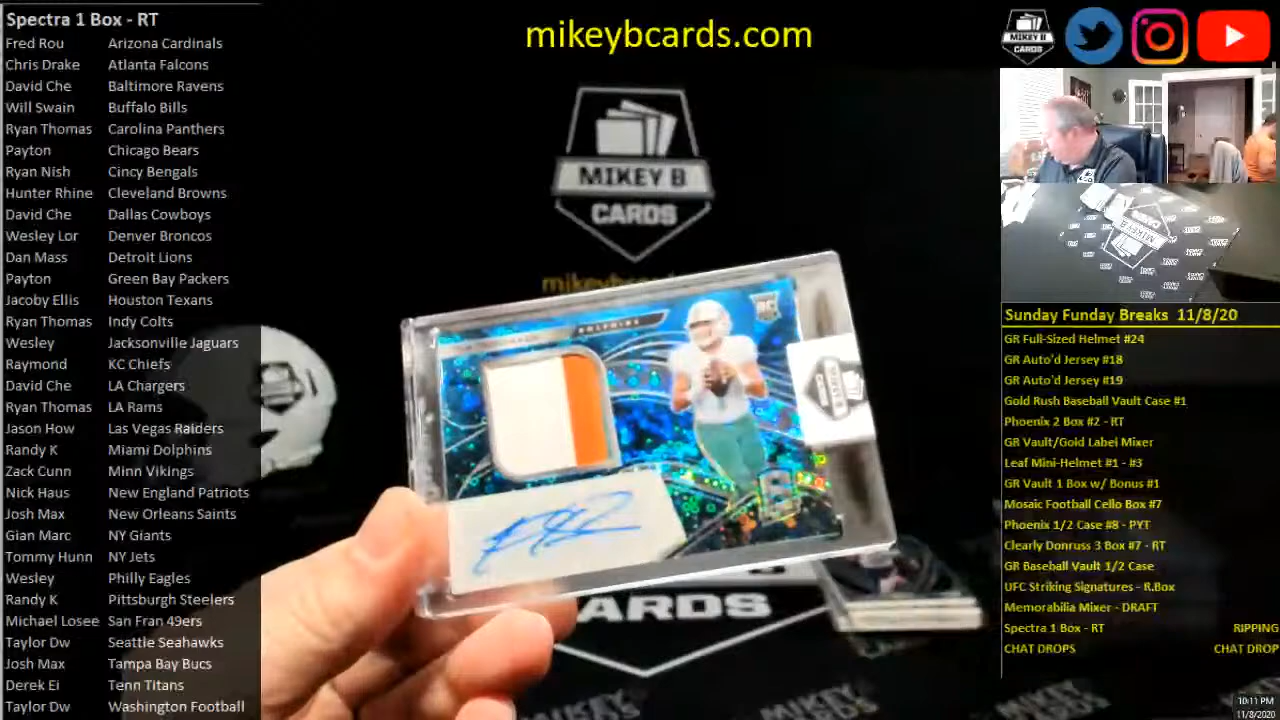 Spectra 1 Box - RT
Fred Rou Arizona Cardinals
Chris Drake Atlanta Falcons
David Che Baltimore Ravens
Will Swain Buffalo Bills
Ryan Thomas Carolina Panthers
Payton Chicago Bears
Ryan Nish Cincy Bengals
Hunter Rhine Cleveland Browns
David Che Dallas Cowboys
Wesley Lor Denver Broncos
Dan Mass Detroit Lions
Payton Green Bay Packers
Jacoby Ellis Houston Texans
Ryan Thomas Indy Colts
Wesley Jacksonville Jaguars
Raymond KC Chiefs
David Che LA Chargers
Ryan Thomas LA Rams
Jason How Las Vegas Raiders
Randy K Miami Dolphins
Zack Cunn Minn Vikings
Nick Haus New England Patriots
Josh Max New Orleans Saints
Gian Marc NY Giants
Tommy Hunn NY Jets
Wesley Philly Eagles
Randy K Pittsburgh Steelers
Michael Losee San Fran 49ers
Taylor Dw Seattle Seahawks
Josh Max Tampa Bay Bucs
Derek Ei Tenn Titans
Taylor Dw Washington Football
mikeybcards.com
MIKEY B
CARDS
mikeyb
DOLPHINS
RC
CARDS
MIKEY B
CARDS
Sunday Funday Breaks 11/8/20
GR Full-Sized Helmet #24
GR Auto'd Jersey #18
GR Auto'd Jersey #19
Gold Rush Baseball Vault Case #1
Phoenix 2 Box #2 - RT
GR Vault/Gold Label Mixer
Leaf Mini-Helmet #1 - #3
GR Vault 1 Box w/ Bonus #1
Mosaic Football Cello Box #7
Phoenix 1/2 Case #8 - PYT
Clearly Donruss 3 Box #7 - RT
GR Baseball Vault 1/2 Case
UFC Striking Signatures - R.Box
Memorabilia Mixer - DRAFT
Spectra 1 Box - RT RIPPING
CHAT DROPS CHAT DROP
10:11 PM
11/8/2020